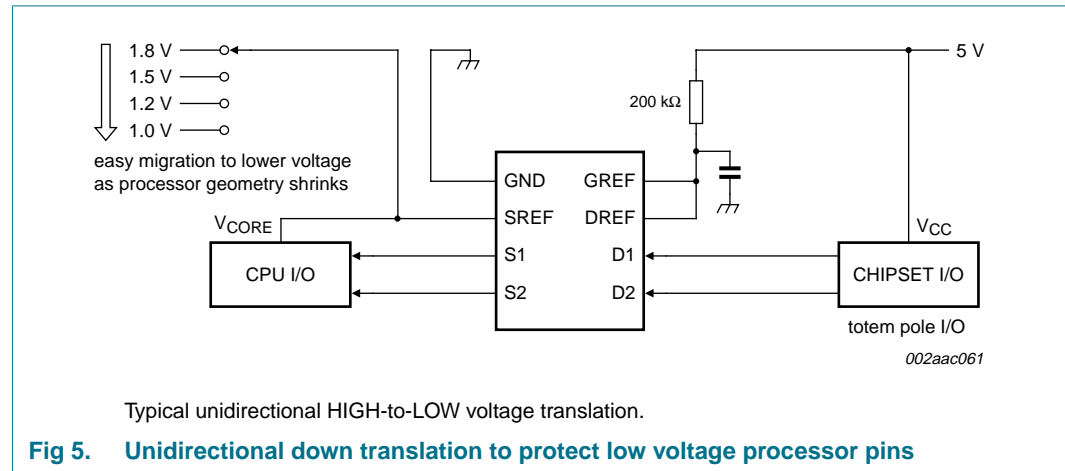 1.8 V
1.5 V
1.2 V
1.0 V
easy migration to lower voltage
as processor geometry shrinks
5 V
200 kΩ
GND GREF
SREF DREF
S1 D1
S2 D2
VCORE
CPU I/O
VCC
CHIPSET I/O
totem pole I/O
002aac061
Typical unidirectional HIGH-to-LOW voltage translation.
Fig 5. Unidirectional down translation to protect low voltage processor pins